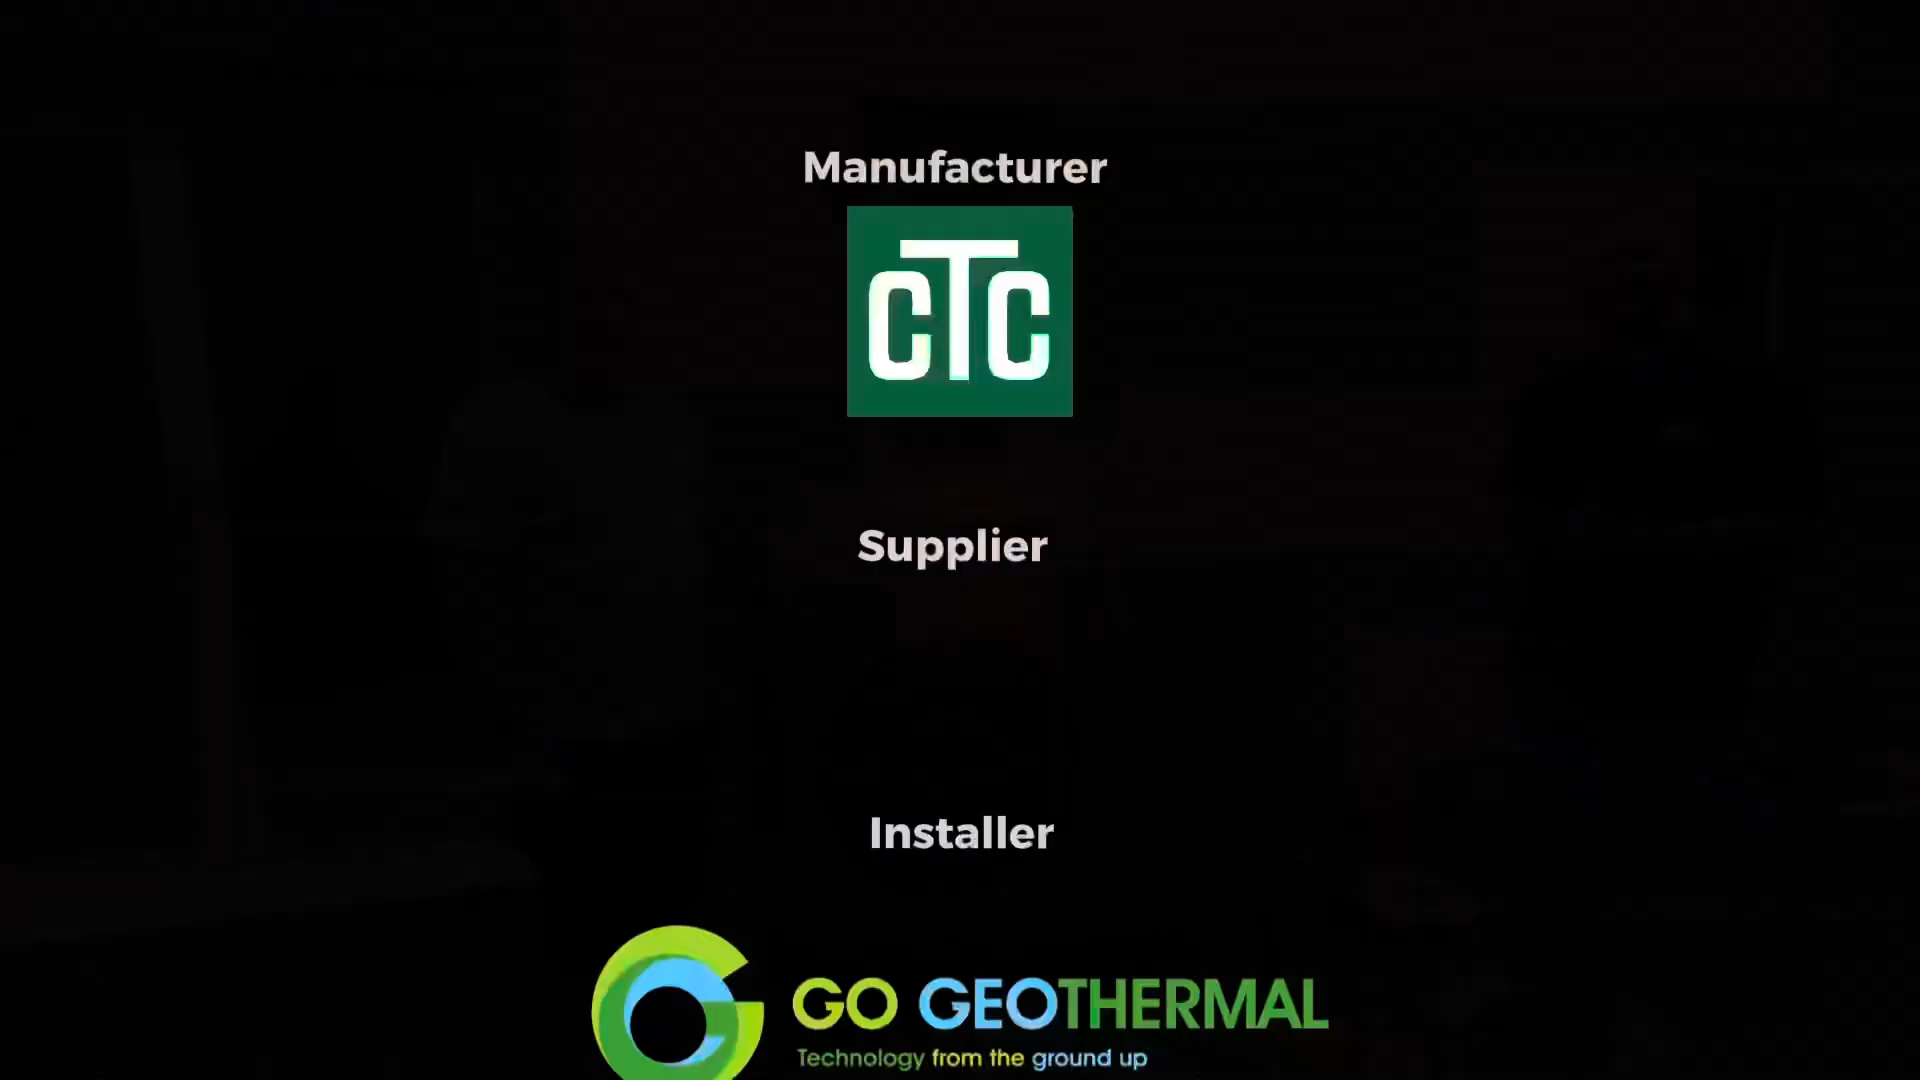 Manufacturer
CTC
Supplier
Installer
GO GEOTHERMAL
Technology from the ground up